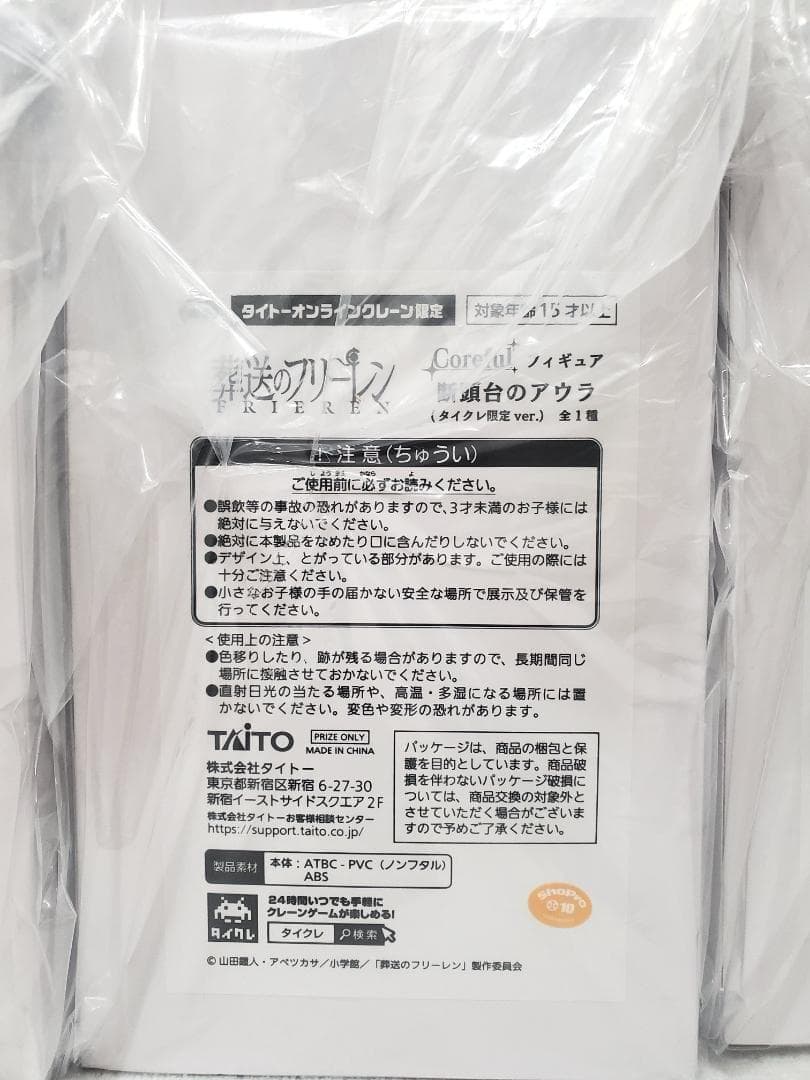 タイトーオンラインクレーン限定
対象年齢15才以上
葬送のフリーレン
FRIEREN
Coreful フィギュア
断頭台のアウラ
(タイクレ限定ver.) 全1種
注意(ちゅうい)
ご使用前に必ずお読みください。
●誤飲等の事故の恐れがありますので、3才未満のお子様には
絶対に与えないでください。
●絶対に本製品をなめたり口に含んだりしないでください。
●デザイン上、とがっている部分があります。ご使用の際には
十分ご注意ください。
●小さなお子様の手の届かない安全な場所で展示及び保管を
行ってください。
<使用上の注意>
●色移りしたり、跡が残る場合がありますので、長期間同じ
場所に接触させておかないでください。
●直射日光の当たる場所や、高温・多湿になる場所には置
かないでください。変色や変形の恐れがあります。
TAITO
PRIZE ONLY
MADE IN CHINA
株式会社タイトー
東京都新宿区新宿 6-27-30
新宿イーストサイドスクエア 2F
株式会社タイトーお客様相談センター
https://support.taito.co.jp/
パッケージは、商品の梱包と保
護を目的としています。商品破
損を伴わないパッケージ破損に
ついては、商品交換の対象外と
させていただく場合がございま
すので予めご了承ください。
製品素材
本体:ATBC-PVC(ノンフタル)
ABS
24時間いつでも手軽に
クレーンゲームが楽しめる!
タイクレ
タイクレ 検索
ShoPro
10
© 山田鐘人・アベツカサ/小学館/「葬送のフリーレン」製作委員会